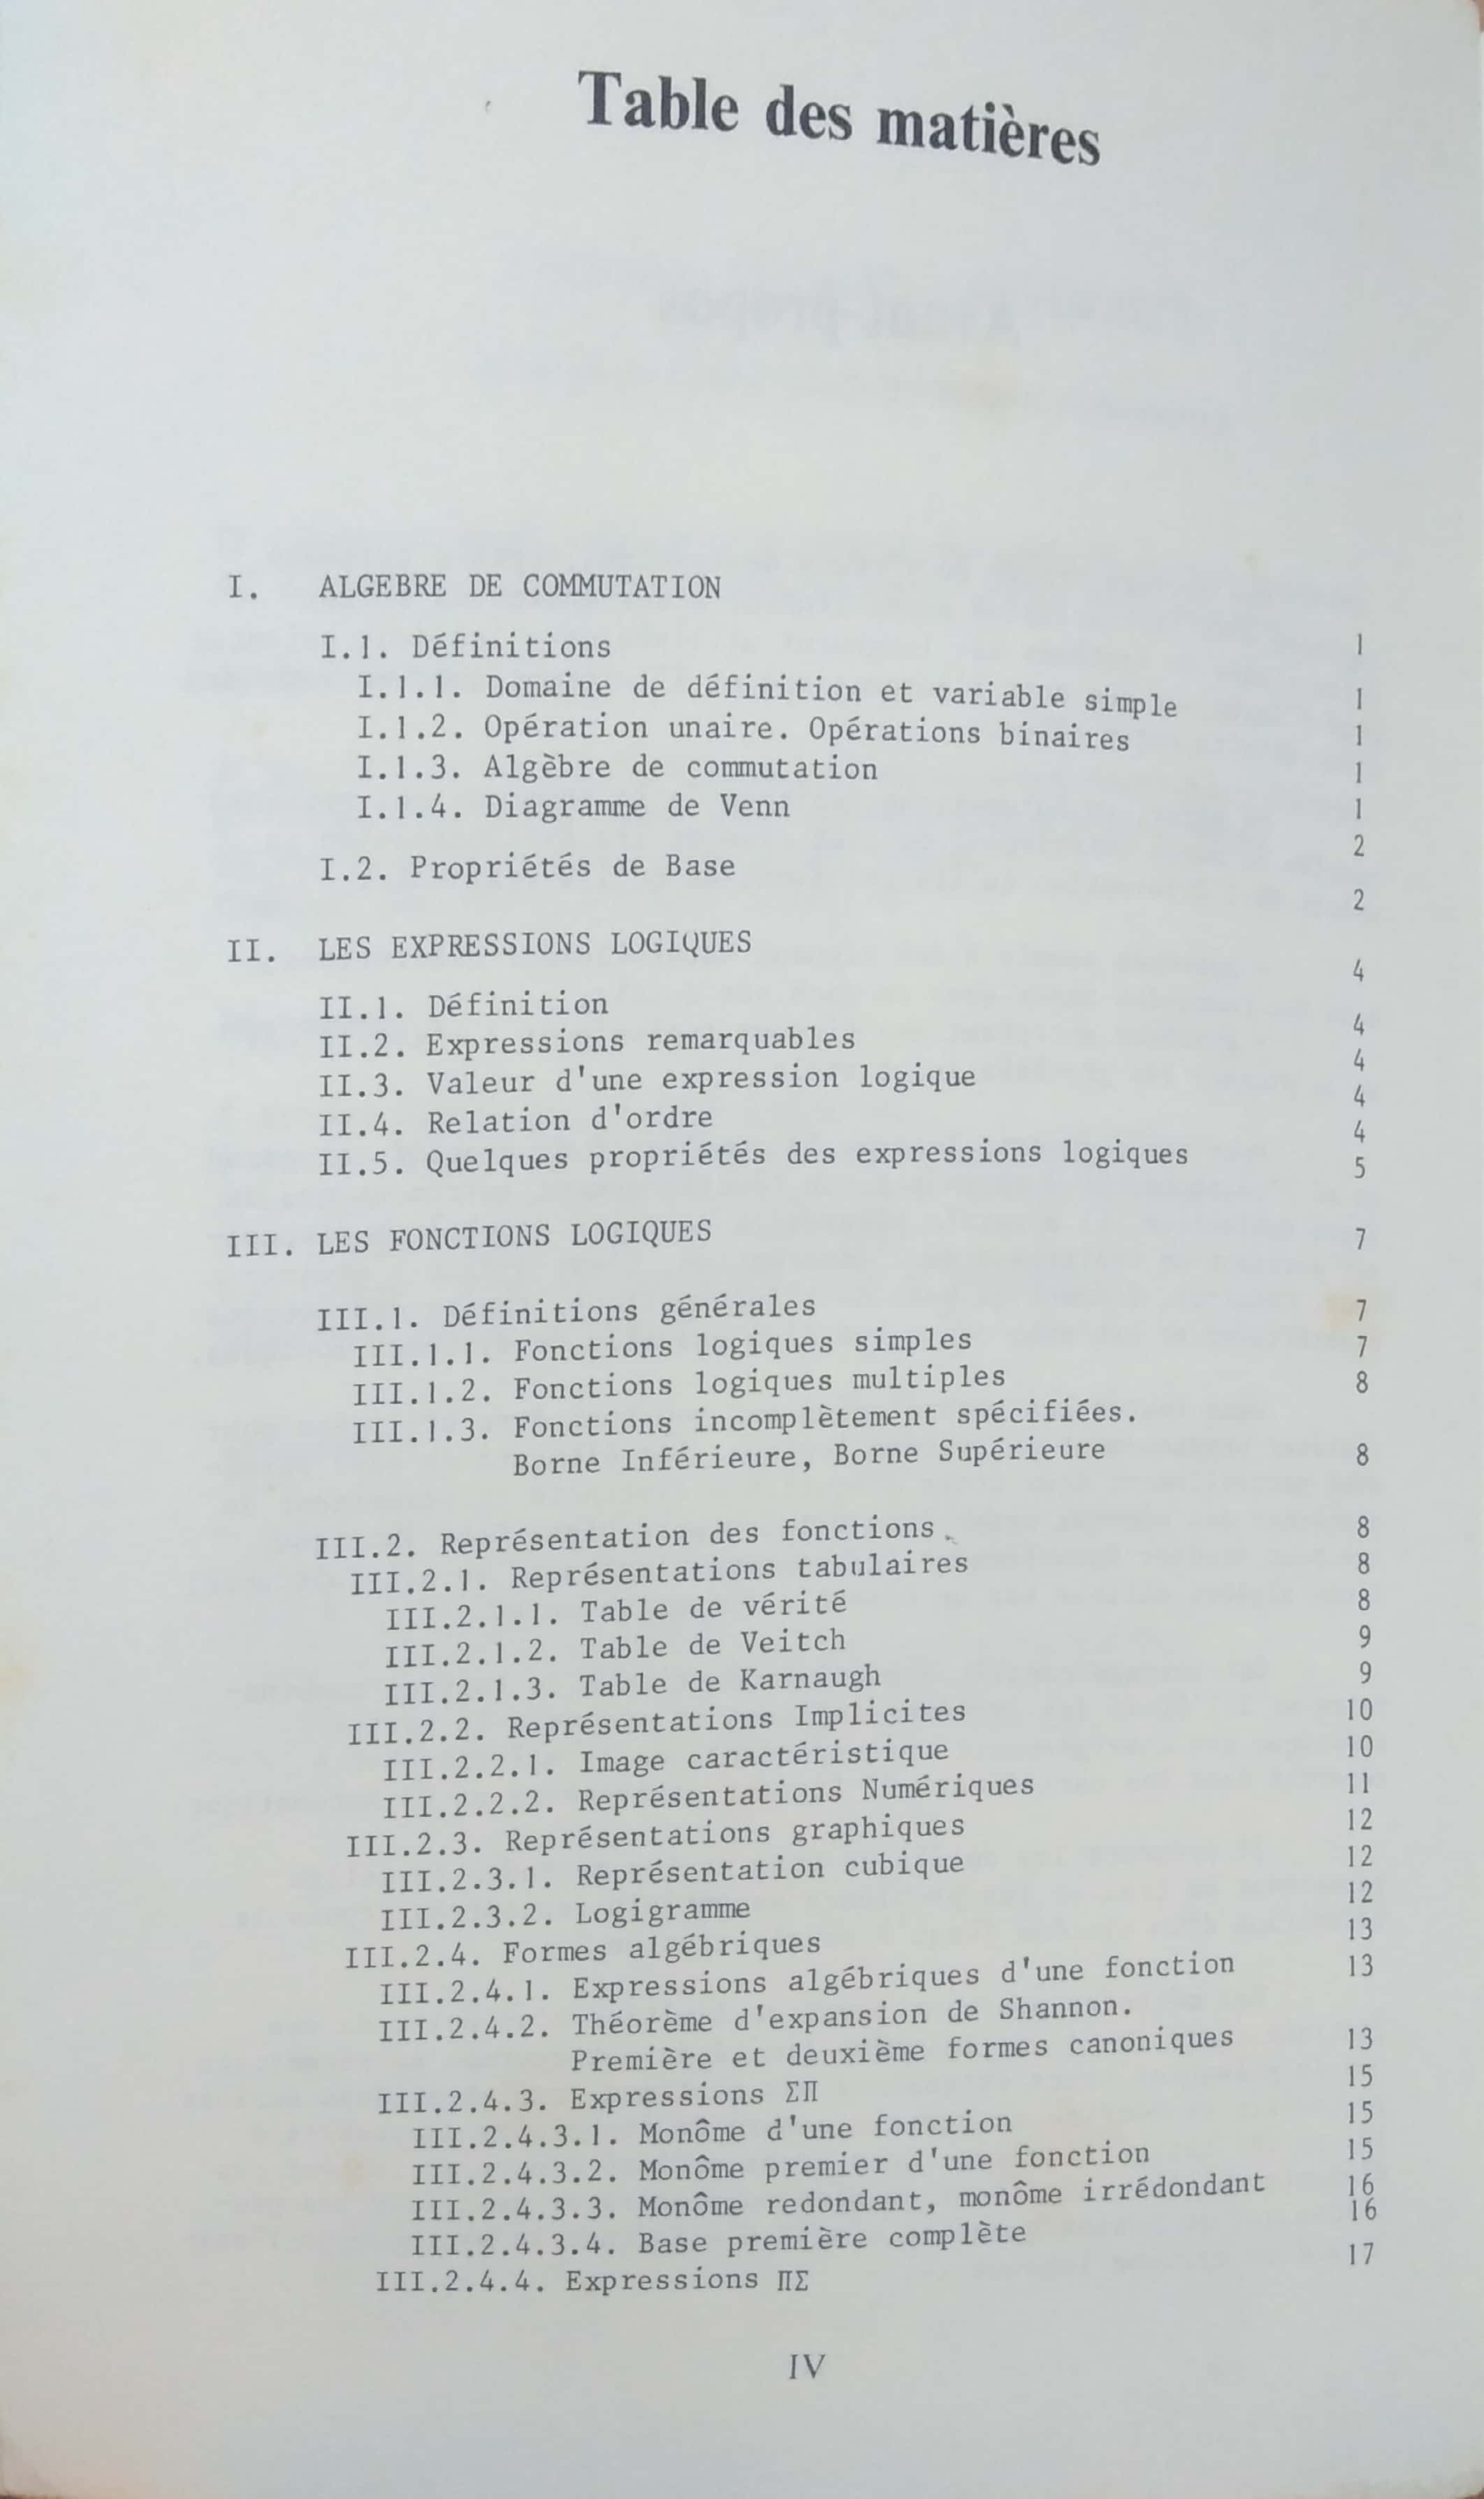 Table des matières
I. ALGEBRE DE COMMUTATION 1
I.1. Définitions 1
I.1.1. Domaine de définition et variable simple 1
I.1.2. Opération unaire. Opérations binaires 1
I.1.3. Algèbre de commutation 1
I.1.4. Diagramme de Venn 2
I.2. Propriétés de Base 2
II. LES EXPRESSIONS LOGIQUES 4
II.1. Définition 4
II.2. Expressions remarquables 4
II.3. Valeur d'une expression logique 4
II.4. Relation d'ordre 4
II.5. Quelques propriétés des expressions logiques 5
III. LES FONCTIONS LOGIQUES 7
III.1. Définitions générales 7
III.1.1. Fonctions logiques simples 7
III.1.2. Fonctions logiques multiples 8
III.1.3. Fonctions incomplètement spécifiées.
Borne Inférieure, Borne Supérieure 8
III.2. Représentation des fonctions 8
III.2.1. Représentations tabulaires 8
III.2.1.1. Table de vérité 8
III.2.1.2. Table de Veitch 9
III.2.1.3. Table de Karnaugh 9
III.2.2. Représentations Implicites 10
III.2.2.1. Image caractéristique 10
III.2.2.2. Représentations Numériques 11
III.2.3. Représentations graphiques 12
III.2.3.1. Représentation cubique 12
III.2.3.2. Logigramme 12
III.2.4. Formes algébriques 13
III.2.4.1. Expressions algébriques d'une fonction 13
III.2.4.2. Théorème d'expansion de Shannon.
Première et deuxième formes canoniques 13
III.2.4.3. Expressions ΣΠ 15
III.2.4.3.1. Monôme d'une fonction 15
III.2.4.3.2. Monôme premier d'une fonction 15
III.2.4.3.3. Monôme redondant, monôme irrédondant 16
III.2.4.3.4. Base première complète 16
III.2.4.4. Expressions ΠΣ 17
IV